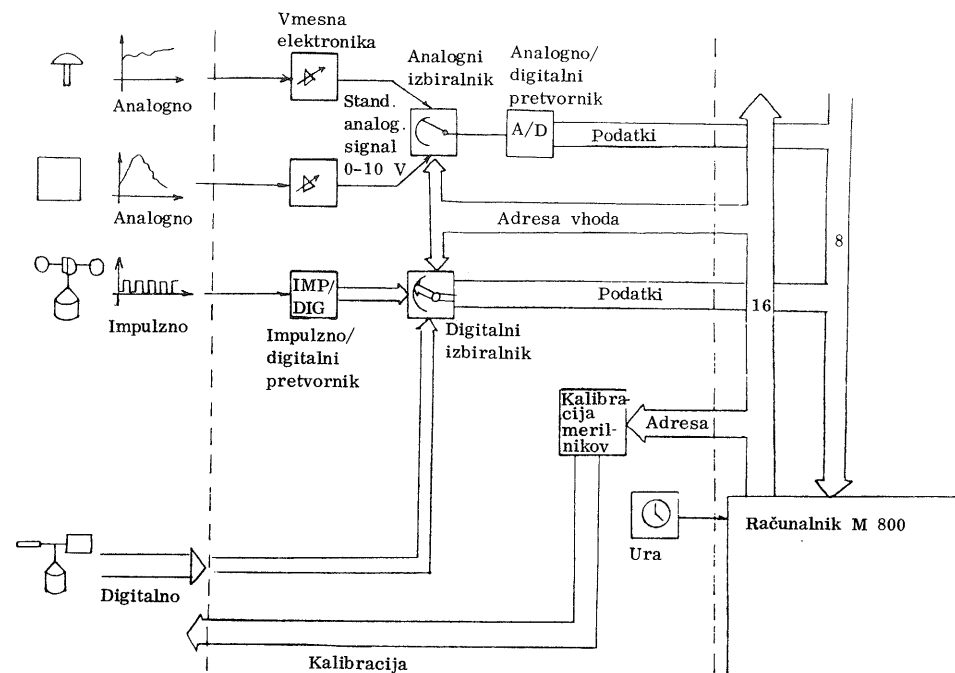 Vmesna
elektronika
Analogno
Stand.
analog.
signal
0-10 V
Analogni
izbiralnik
Analogno/
digitalni
pretvornik
A/D
Podatki
Analogno
Adresa vhoda
8
16
Impulzno
IMP/
DIG
Impulzno/
digitalni
pretvornik
Digitalni
izbiralnik
Podatki
Kalibra-
cija
meril-
nikov
Adresa
Ura
Računalnik M 800
Digitalno
Kalibracija